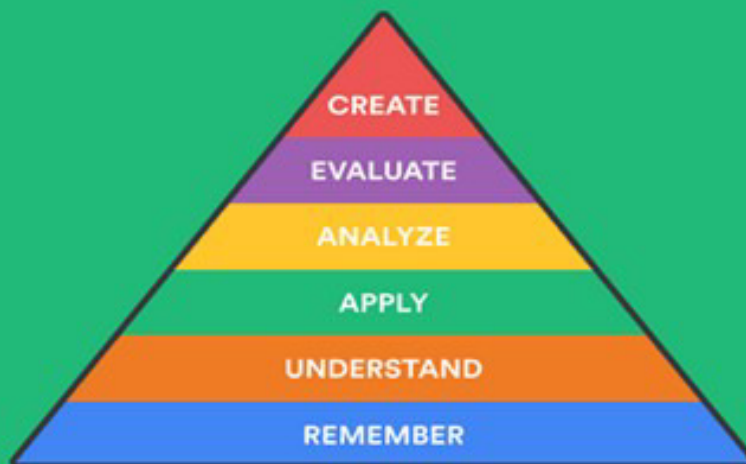 CREATE
EVALUATE
ANALYZE
APPLY
UNDERSTAND
REMEMBER